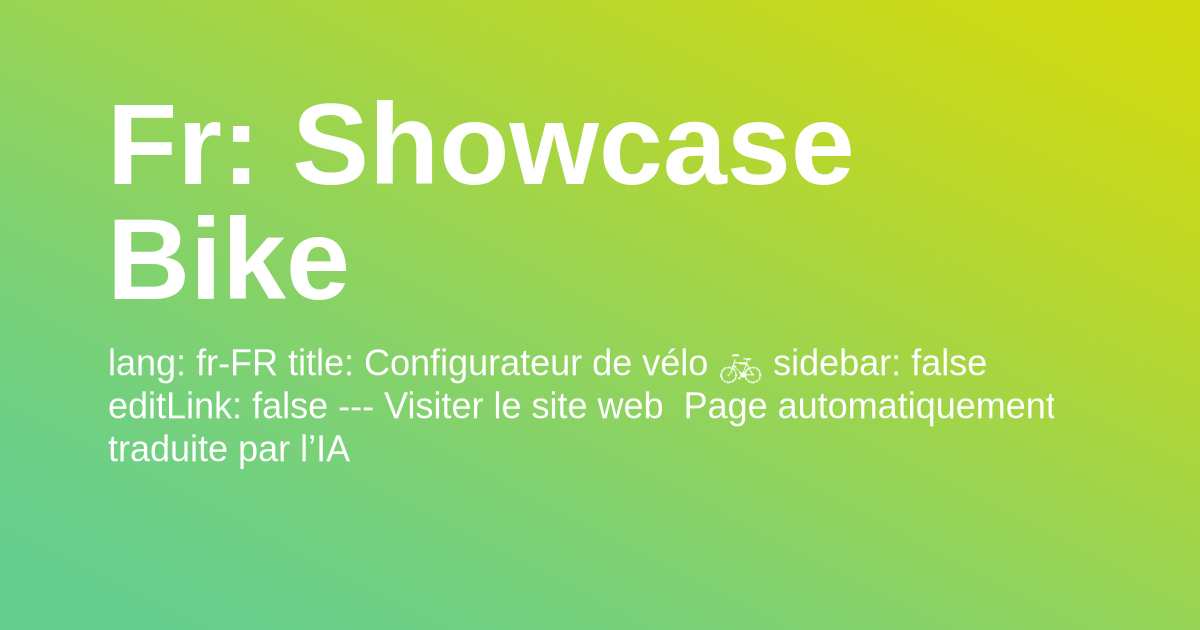 Fr: Showcase
Bike
lang: fr-FR title: Configurateur de vélo 🚲 sidebar: false
editLink: false --- Visiter le site web  Page automatiquement
traduite par l’IA